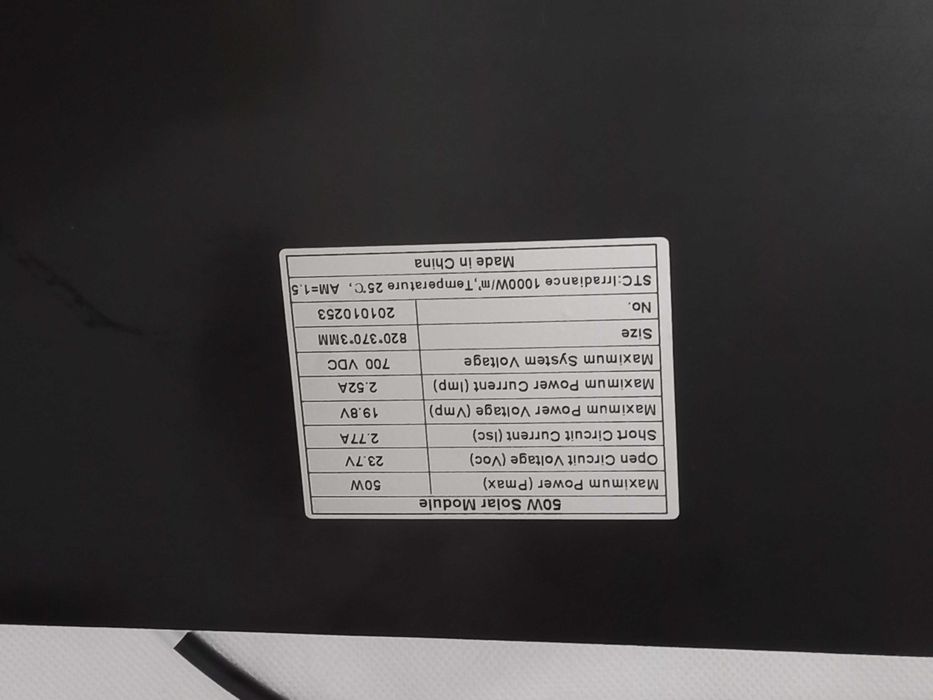 50W Solar Module
Maximum Power (Pmax) 50W
Open Circuit Voltage (Voc) 23.7V
Short Circuit Current (Isc) 2.77A
Maximum Power Voltage (Vmp) 19.8V
Maximum Power Current (Imp) 2.52A
Maximum System Voltage 700 VDC
Size 820*370*3MM
No. 201010253
STC:Irradiance 1000W/m²,Temperature 25℃, AM=1.5
Made in China